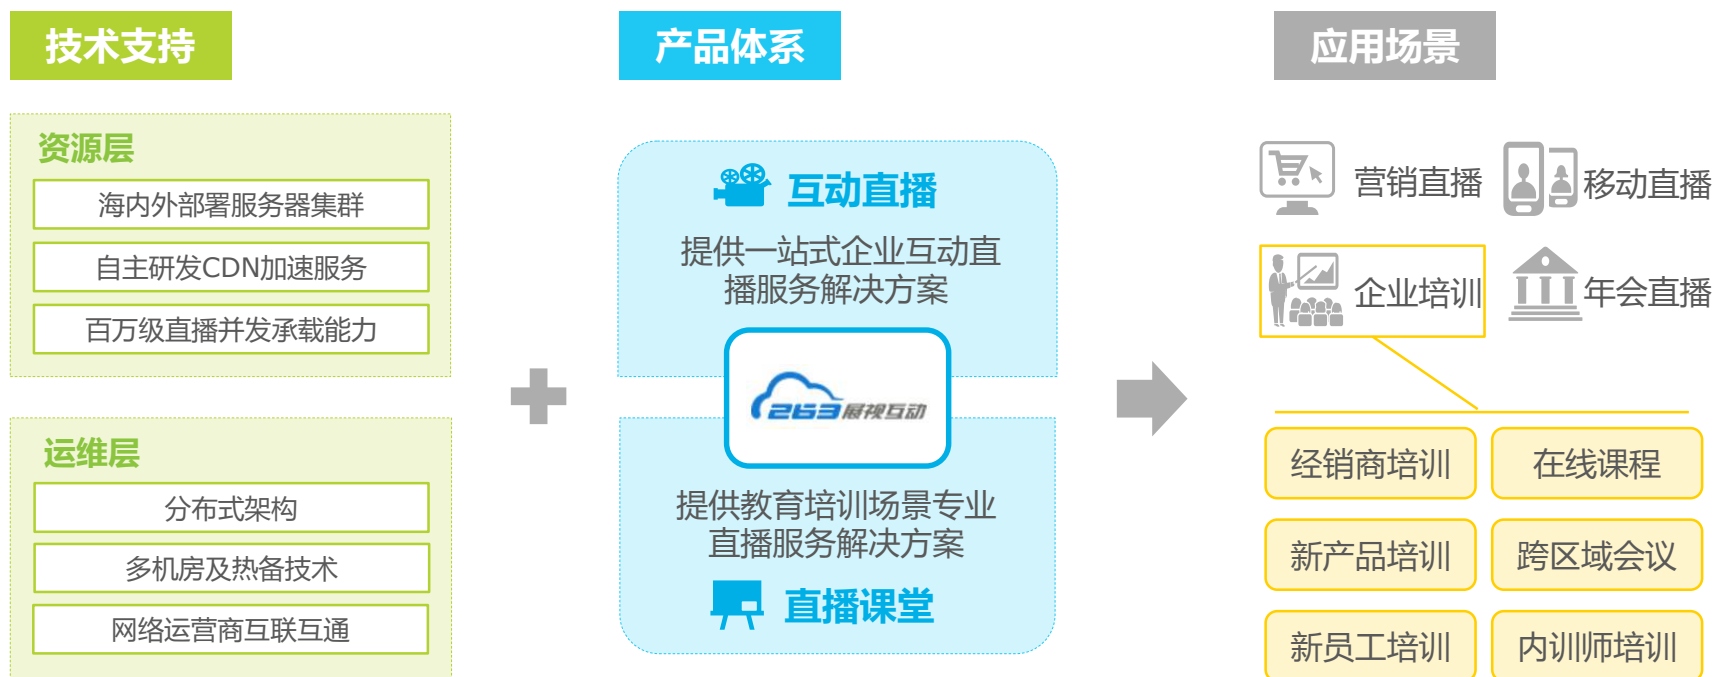 技术支持
资源层
海内外部署服务器集群
自主研发CDN加速服务
百万级直播并发承载能力
运维层
分布式架构
多机房及热备技术
网络运营商互联互通
产品体系
互动直播
提供一站式企业互动直
播服务解决方案
263展视互动
提供教育培训场景专业
直播服务解决方案
直播课堂
应用场景
营销直播
移动直播
企业培训
年会直播
经销商培训
在线课程
新产品培训
跨区域会议
新员工培训
内训师培训